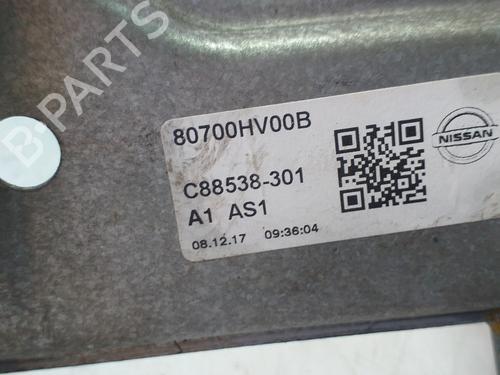 B-PARTS
80700HV00B
NISSAN
C88538-301
A1 AS1
08.12.17 09:36:04